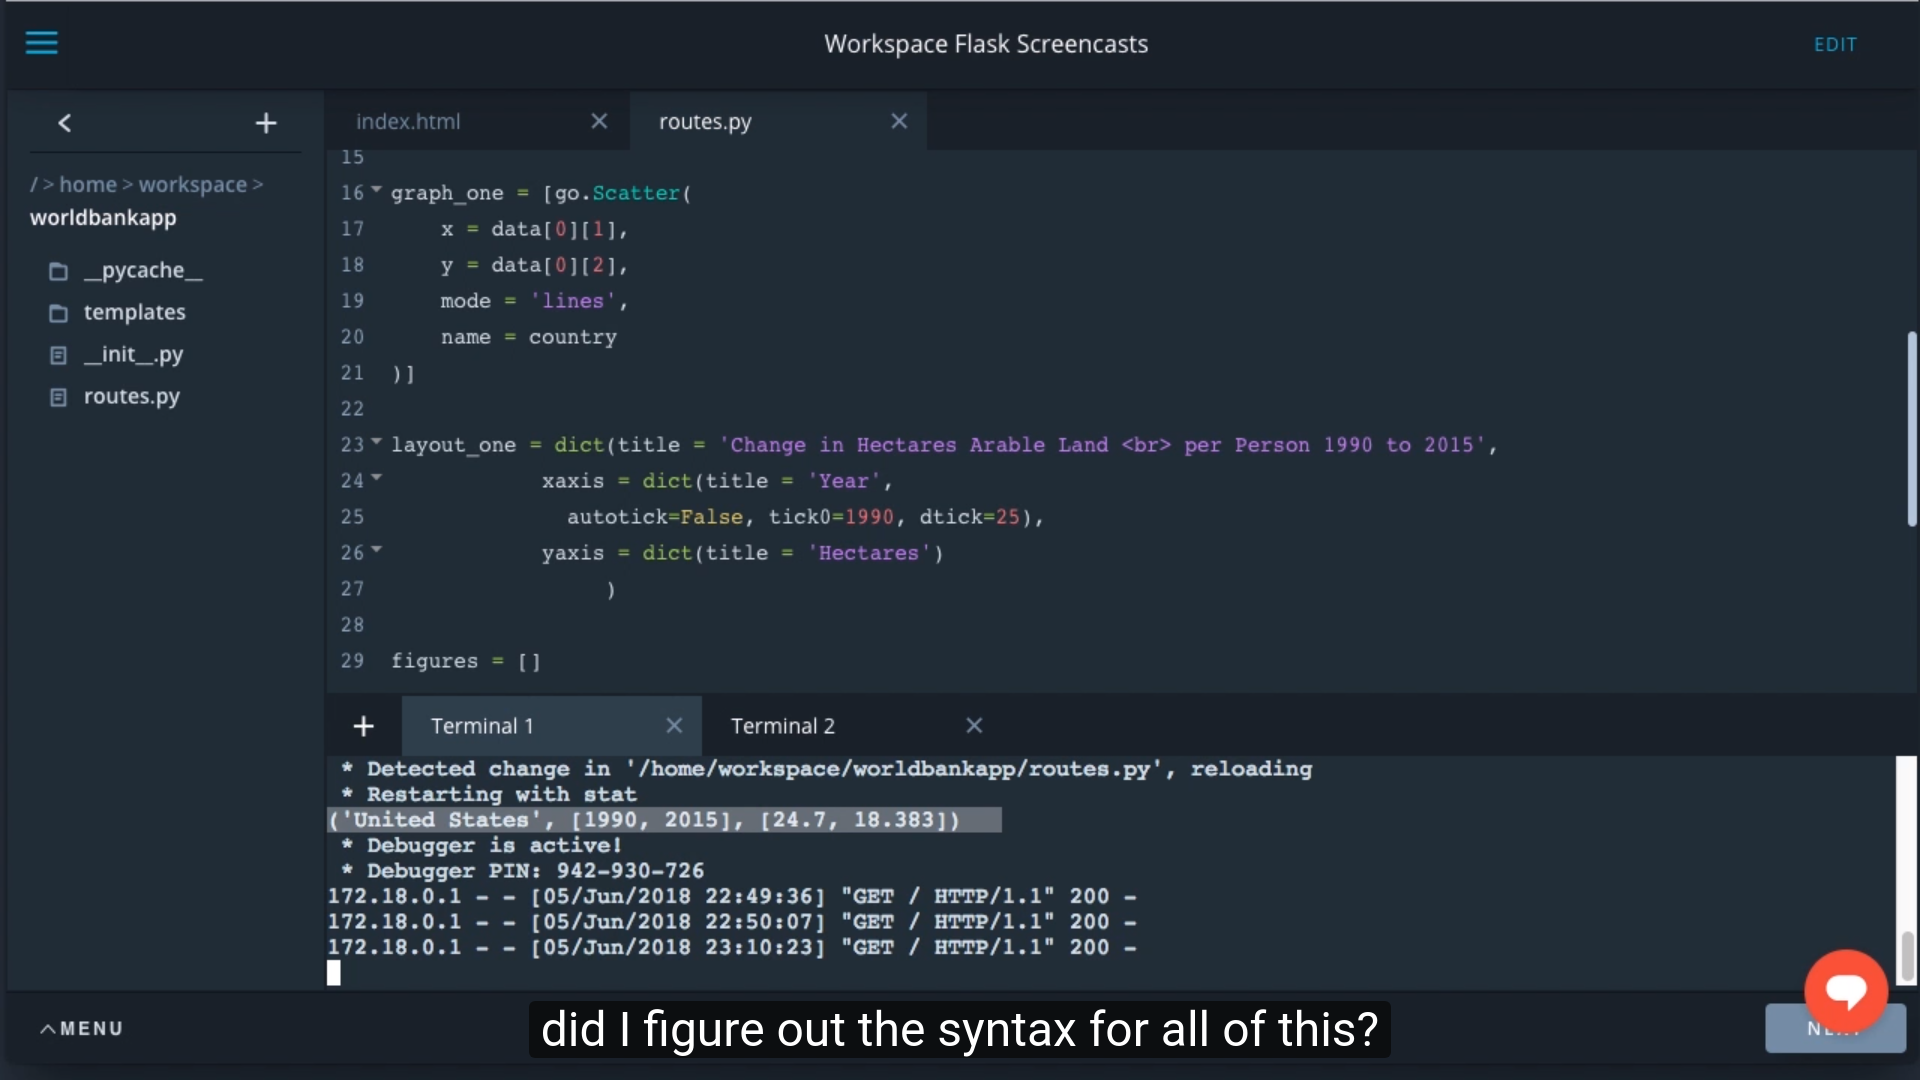 Workspace Flask Screencasts
EDIT
index.html
routes.py
/ > home > workspace >
worldbankapp
__pycache__
templates
__init__.py
routes.py
15
16 graph_one = [go.Scatter(
17 x = data[0][1],
18 y = data[0][2],
19 mode = 'lines',
20 name = country
21 )]
22
23 layout_one = dict(title = 'Change in Hectares Arable Land <br> per Person 1990 to 2015',
24 xaxis = dict(title = 'Year',
25 autotick=False, tick0=1990, dtick=25),
26 yaxis = dict(title = 'Hectares')
27 )
28
29 figures = []
Terminal 1
Terminal 2
* Detected change in '/home/workspace/worldbankapp/routes.py', reloading
* Restarting with stat
('United States', [1990, 2015], [24.7, 18.383])
* Debugger is active!
* Debugger PIN: 942-930-726
172.18.0.1 - - [05/Jun/2018 22:49:36] "GET / HTTP/1.1" 200 -
172.18.0.1 - - [05/Jun/2018 22:50:07] "GET / HTTP/1.1" 200 -
172.18.0.1 - - [05/Jun/2018 23:10:23] "GET / HTTP/1.1" 200 -
MENU
did I figure out the syntax for all of this?